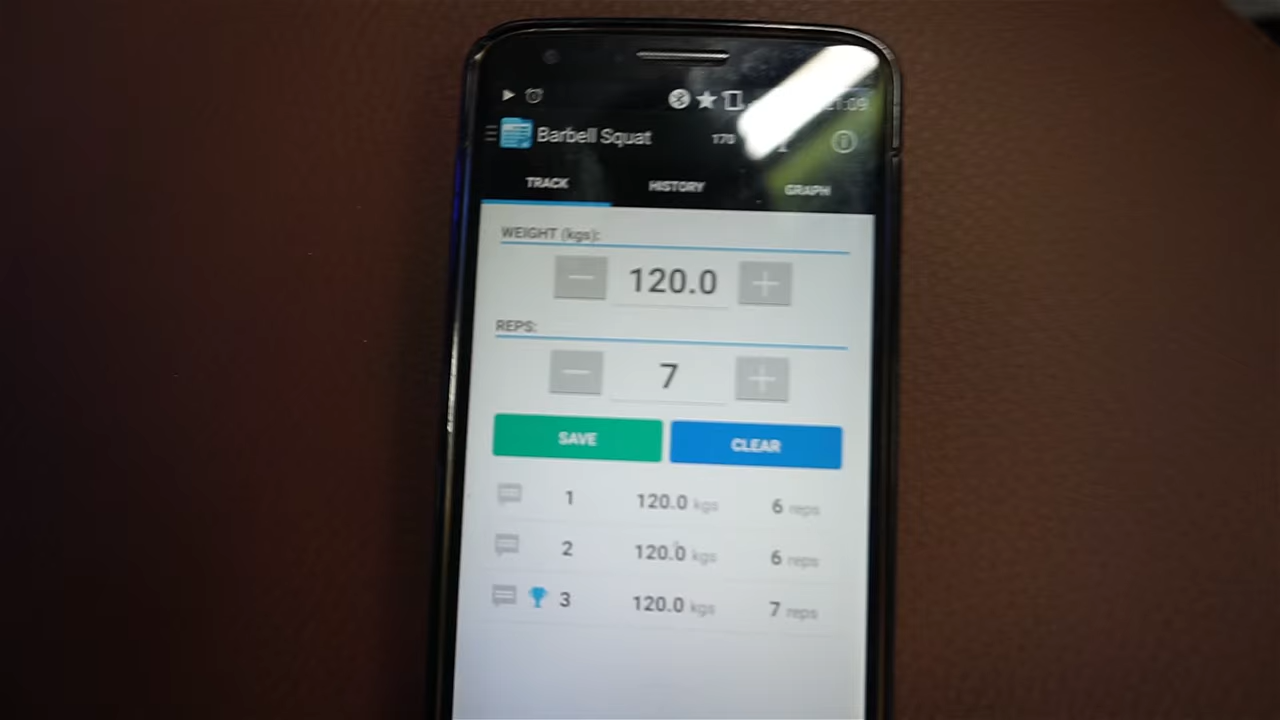 Barbell Squat 170
TRACK HISTORY GRAPH
WEIGHT (kgs):
120.0
REPS:
7
SAVE CLEAR
1 120.0 kgs 6 reps
2 120.0 kgs 6 reps
3 120.0 kgs 7 reps